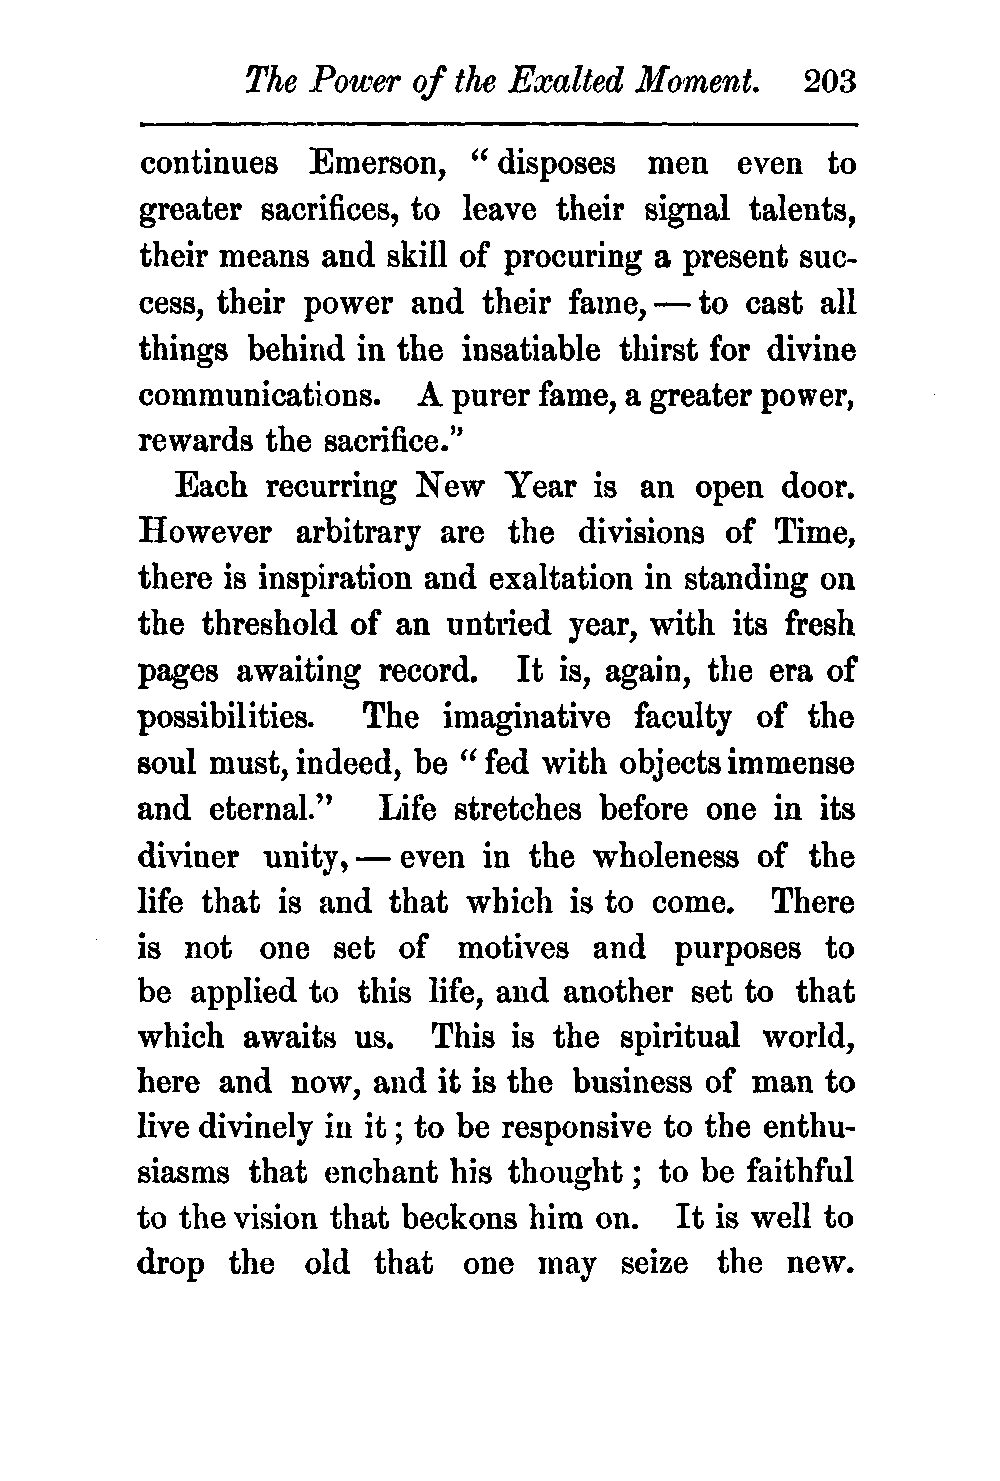 The Power of the Exalted Moment. 203
continues Emerson, " disposes men even to
greater sacrifices, to leave their signal talents,
their means and skill of procuring a present suc-
cess, their power and their fame, — to cast all
things behind in the insatiable thirst for divine
communications. A purer fame, a greater power,
rewards the sacrifice."
Each recurring New Year is an open door.
However arbitrary are the divisions of Time,
there is inspiration and exaltation in standing on
the threshold of an untried year, with its fresh
pages awaiting record. It is, again, the era of
possibilities. The imaginative faculty of the
soul must, indeed, be " fed with objects immense
and eternal." Life stretches before one in its
diviner unity, — even in the wholeness of the
life that is and that which is to come. There
is not one set of motives and purposes to
be applied to this life, and another set to that
which awaits us. This is the spiritual world,
here and now, and it is the business of man to
live divinely in it ; to be responsive to the enthu-
siasms that enchant his thought ; to be faithful
to the vision that beckons him on. It is well to
drop the old that one may seize the new.